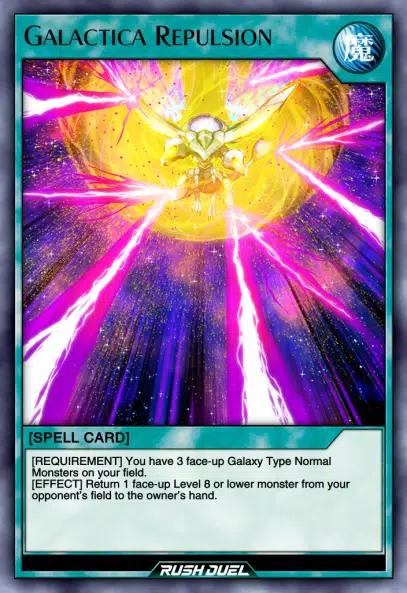 GALACTICA REPULSION
魔
[SPELL CARD]
[REQUIREMENT] You have 3 face-up Galaxy Type Normal
Monsters on your field.
[EFFECT] Return 1 face-up Level 8 or lower monster from your
opponent's field to the owner's hand.
RUSH DUEL